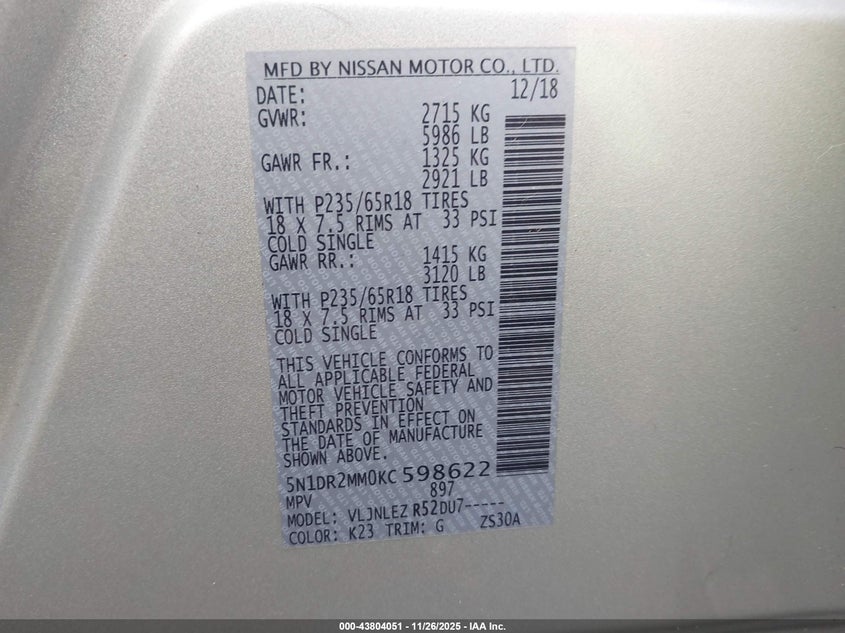 MFD BY NISSAN MOTOR CO., LTD.
DATE: 12/18
GVWR: 2715 KG
5986 LB
GAWR FR.: 1325 KG
2921 LB
WITH P235/65R18 TIRES
18 X 7.5 RIMS AT 33 PSI
COLD SINGLE
GAWR RR.: 1415 KG
3120 LB
WITH P235/65R18 TIRES
18 X 7.5 RIMS AT 33 PSI
COLD SINGLE
THIS VEHICLE CONFORMS TO
ALL APPLICABLE FEDERAL
MOTOR VEHICLE SAFETY AND
THEFT PREVENTION
STANDARDS IN EFFECT ON
THE DATE OF MANUFACTURE
SHOWN ABOVE.
5N1DR2MM0KC598622
MPV 897
MODEL: VLJNLEZ R52DU7-----
COLOR: K23 TRIM: G ZS30A
000-43804051 - 11/26/2025 - IAA Inc.